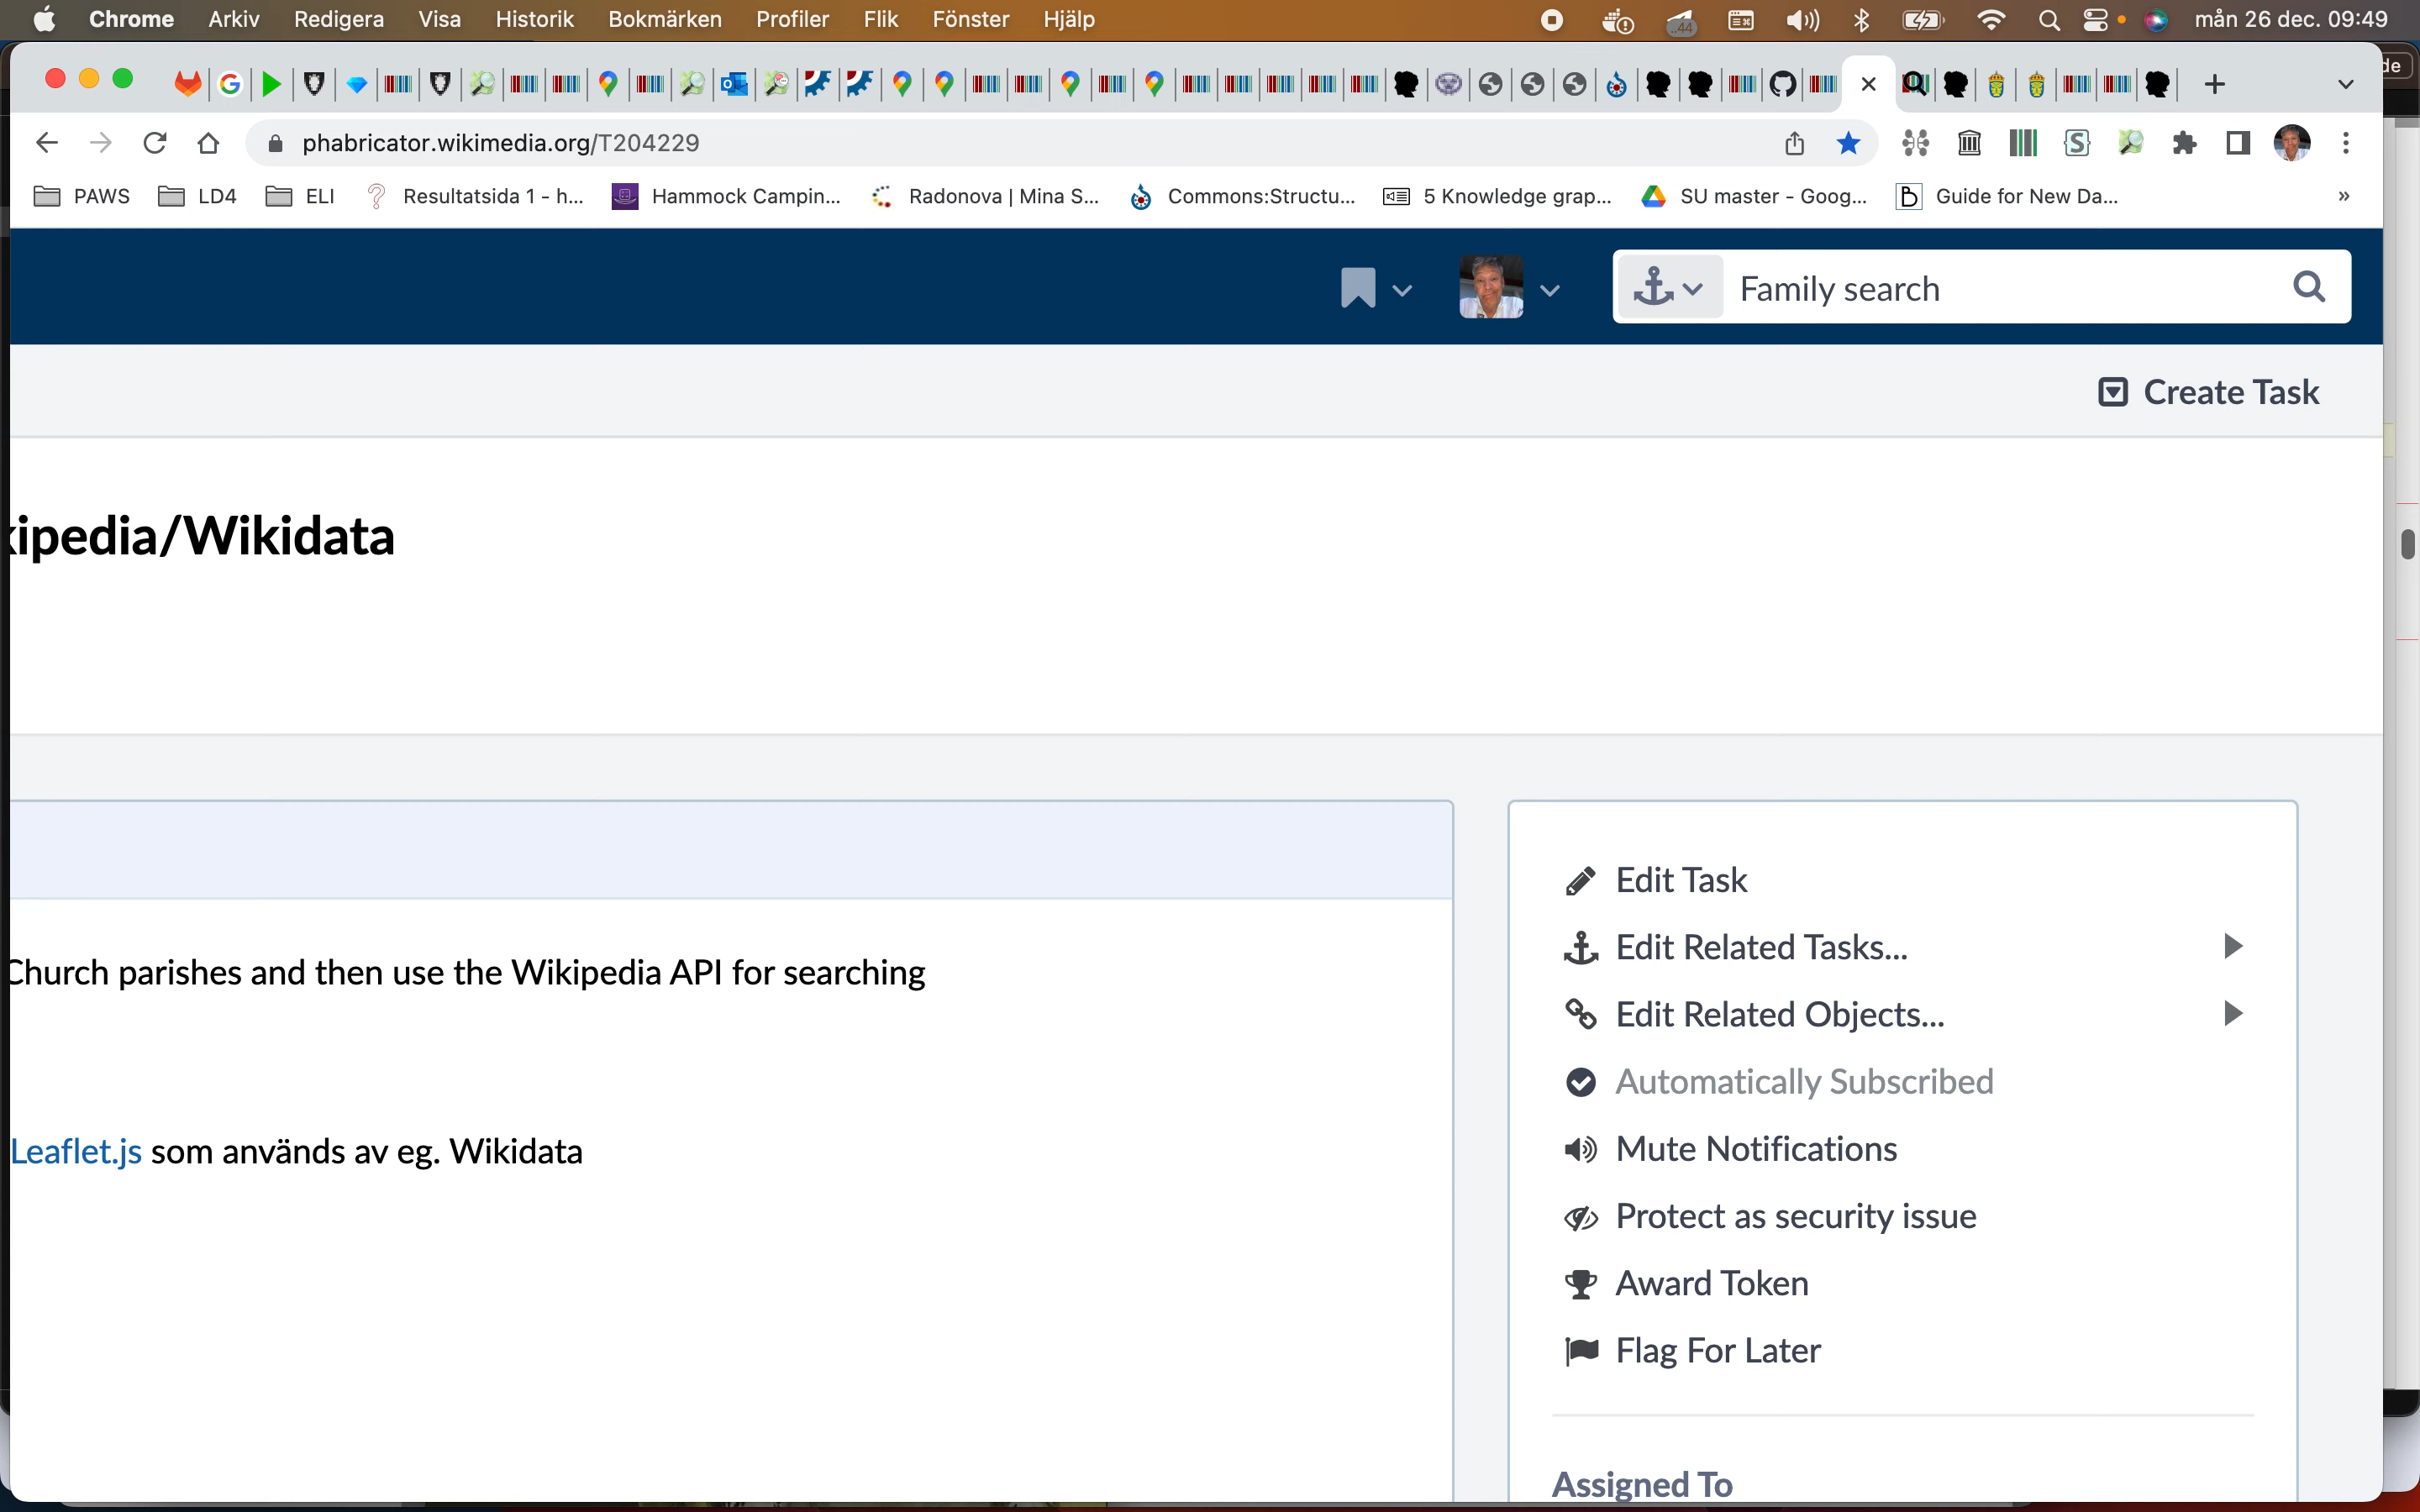 Chrome Arkiv Redigera Visa Historik Bokmärken Profiler Flik Fönster Hjälp mån 26 dec. 09:49
phabricator.wikimedia.org/T204229
PAWS LD4 ELI Resultatsida 1 - h... Hammock Campin... Radonova | Mina S... Commons:Structu... 5 Knowledge grap... SU master - Goog... Guide for New Da... »
Family search
Create Task
kipedia/Wikidata
Church parishes and then use the Wikipedia API for searching
Leaflet.js som används av eg. Wikidata
Edit Task
Edit Related Tasks...
Edit Related Objects...
Automatically Subscribed
Mute Notifications
Protect as security issue
Award Token
Flag For Later
Assigned To